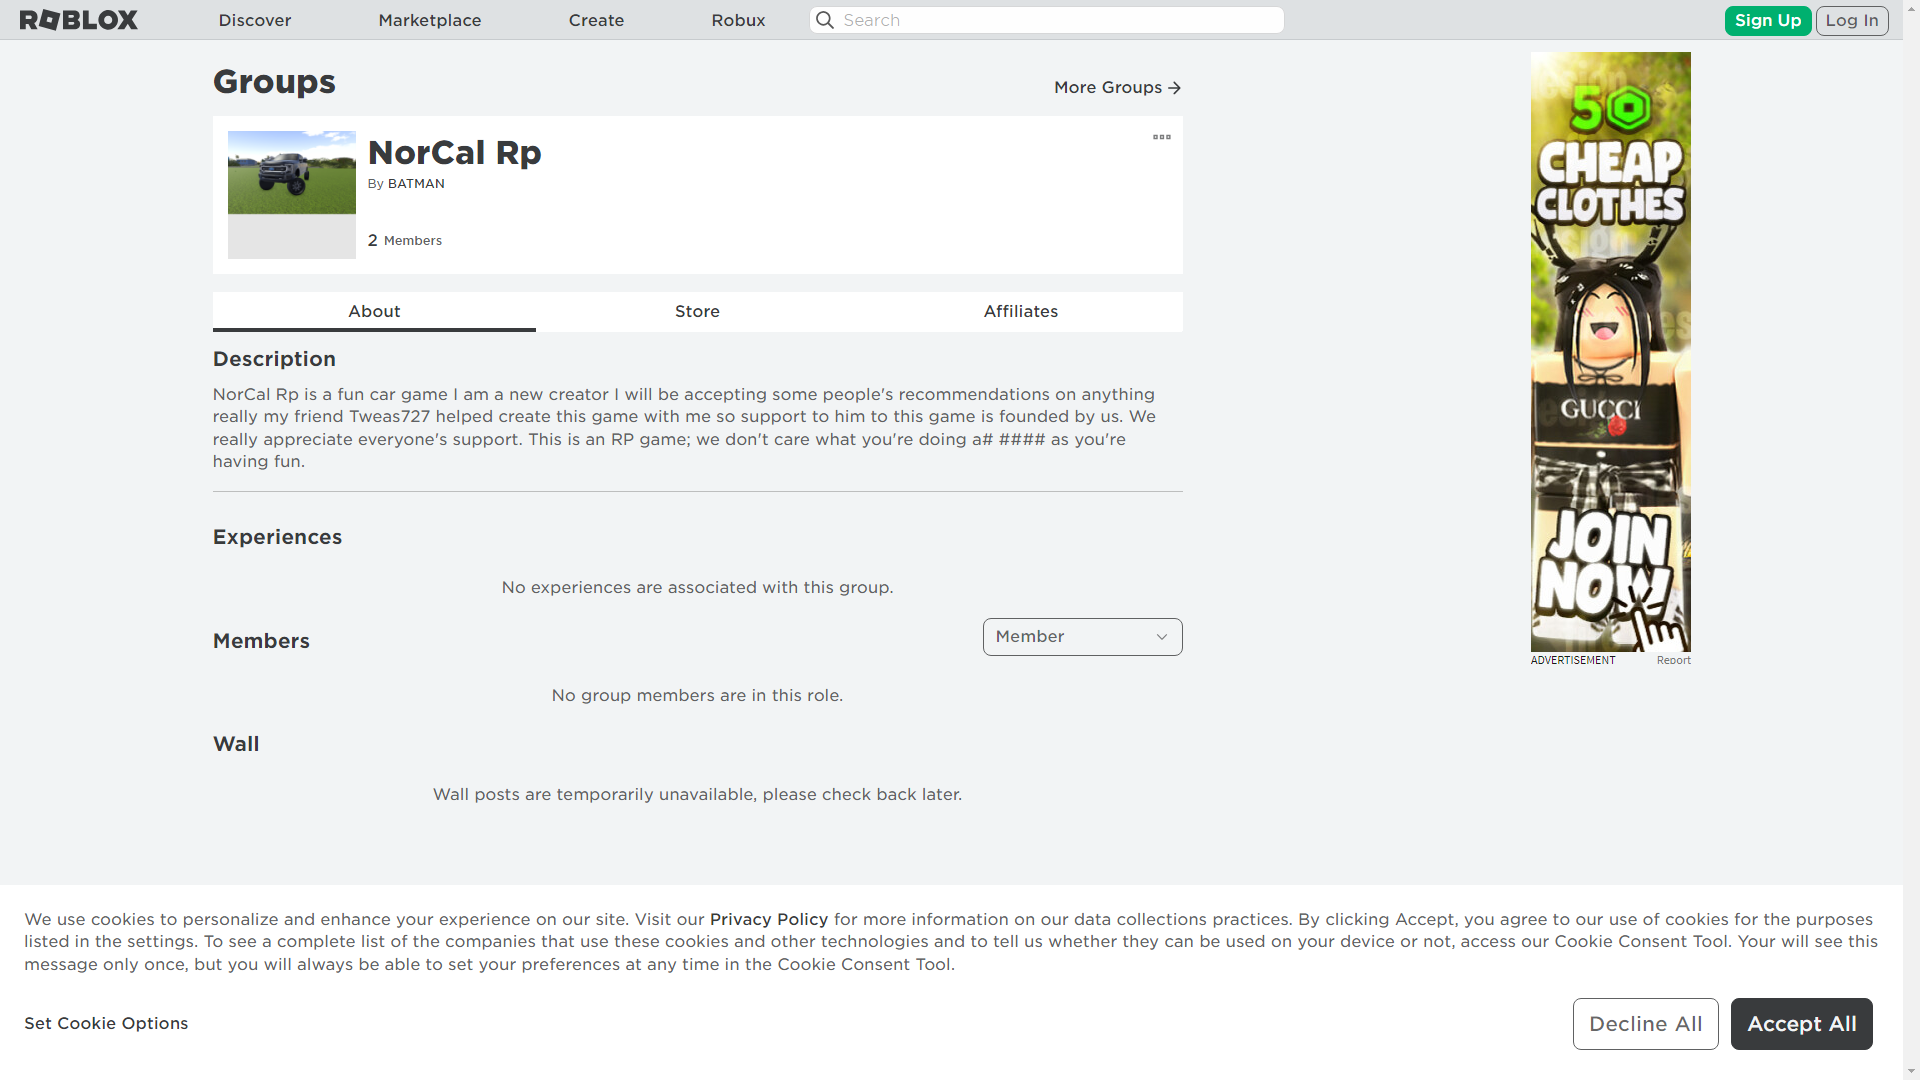 ROBLOX
Discover
Marketplace
Create
Robux
Search
Sign Up
Log In
Groups
More Groups
NorCal Rp
By BATMAN
2 Members
About
Store
Affiliates
Description
NorCal Rp is a fun car game I am a new creator I will be accepting some people's recommendations on anything
really my friend Tweas727 helped create this game with me so support to him to this game is founded by us. We
really appreciate everyone's support. This is an RP game; we don't care what you're doing a# #### as you're
having fun.
Experiences
No experiences are associated with this group.
Members
Member
No group members are in this role.
Wall
Wall posts are temporarily unavailable, please check back later.
50
CHEAP
CLOTHES
GUCCI
JOIN
NOW
ADVERTISEMENT
Report
We use cookies to personalize and enhance your experience on our site. Visit our Privacy Policy for more information on our data collections practices. By clicking Accept, you agree to our use of cookies for the purposes
listed in the settings. To see a complete list of the companies that use these cookies and other technologies and to tell us whether they can be used on your device or not, access our Cookie Consent Tool. Your will see this
message only once, but you will always be able to set your preferences at any time in the Cookie Consent Tool.
Set Cookie Options
Decline All
Accept All